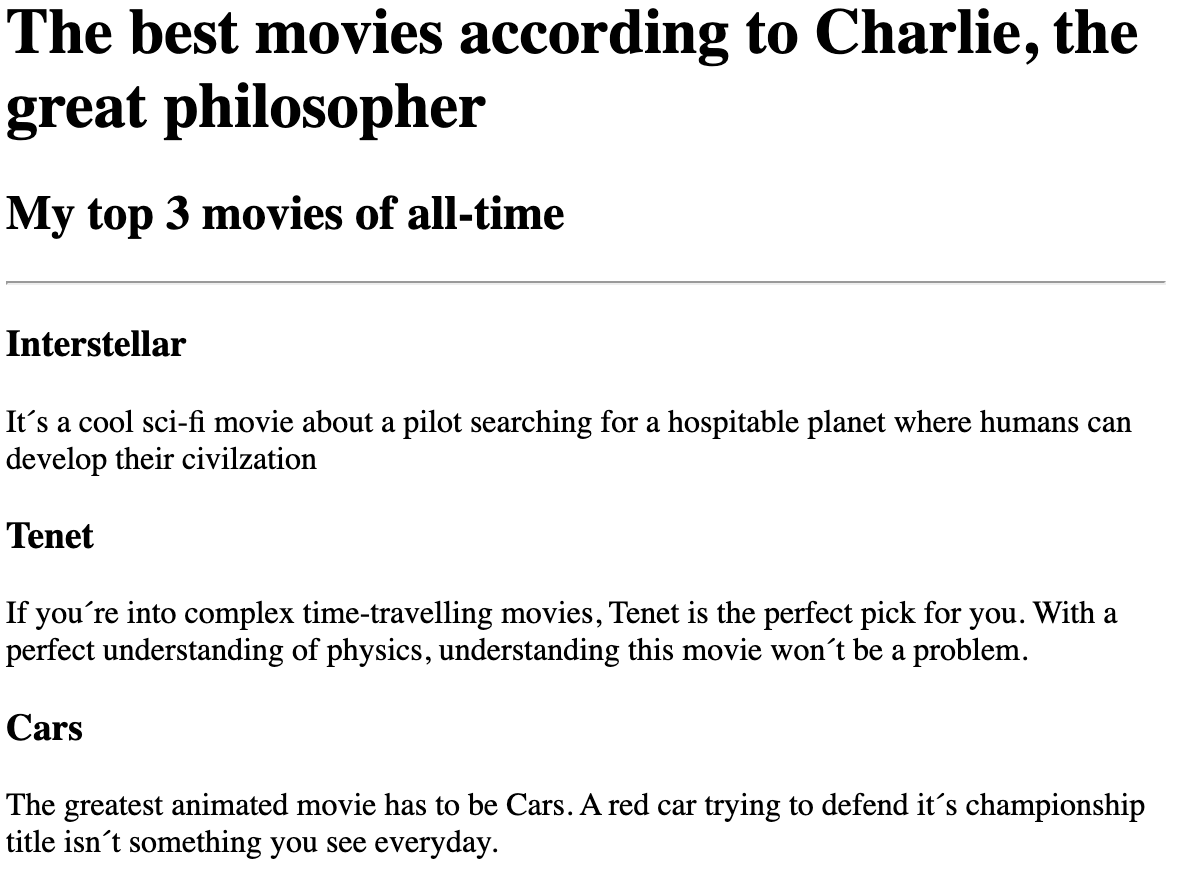 The best movies according to Charlie, the
great philosopher
My top 3 movies of all-time
Interstellar
It´s a cool sci-fi movie about a pilot searching for a hospitable planet where humans can
develop their civilzation
Tenet
If you´re into complex time-travelling movies, Tenet is the perfect pick for you. With a
perfect understanding of physics, understanding this movie won´t be a problem.
Cars
The greatest animated movie has to be Cars. A red car trying to defend it´s championship
title isn´t something you see everyday.